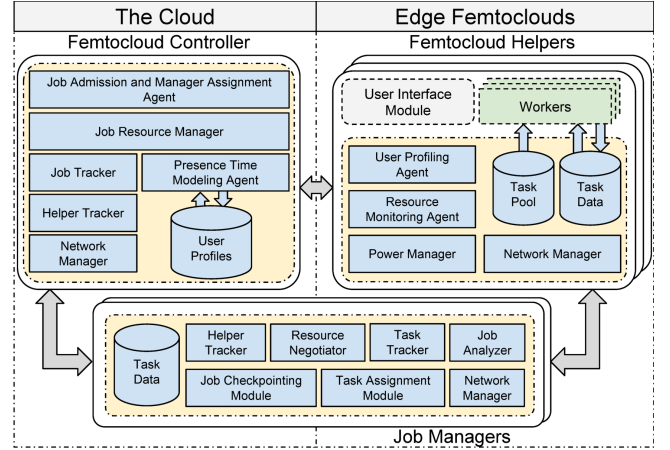 The Cloud
Edge Femtoclouds
Femtocloud Controller
Femtocloud Helpers
Job Admission and Manager Assignment
Agent
Job Resource Manager
Job Tracker
Presence Time
Modeling Agent
Helper Tracker
Network
Manager
User
Profiles
User Interface
Module
Workers
User Profiling
Agent
Resource
Monitoring Agent
Task
Pool
Task
Data
Power Manager
Network Manager
Task
Data
Helper
Tracker
Resource
Negotiator
Task
Tracker
Job
Analyzer
Job Checkpointing
Module
Task Assignment
Module
Network
Manager
Job Managers